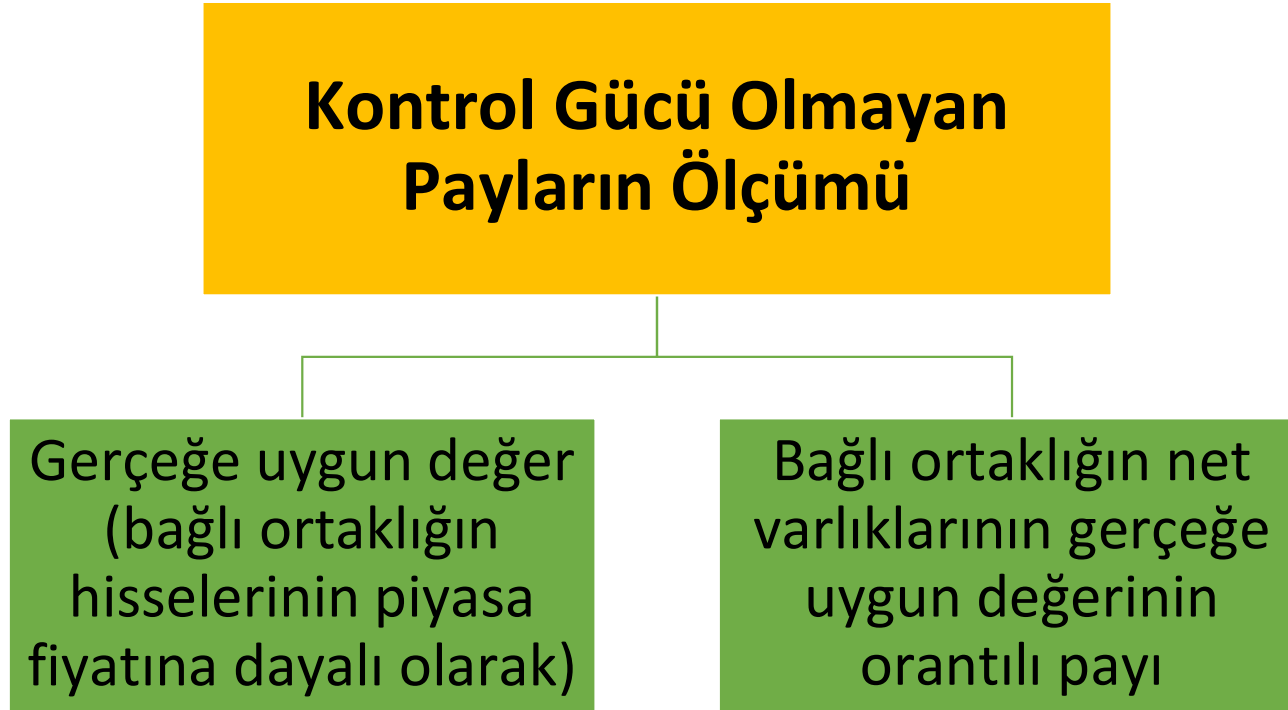 Kontrol Gücü Olmayan
Payların Ölçümü
Gerçeğe uygun değer
(bağlı ortaklığın
hisselerinin piyasa
fiyatına dayalı olarak)
Bağlı ortaklığın net
varlıklarının gerçeğe
uygun değerinin
orantılı payı